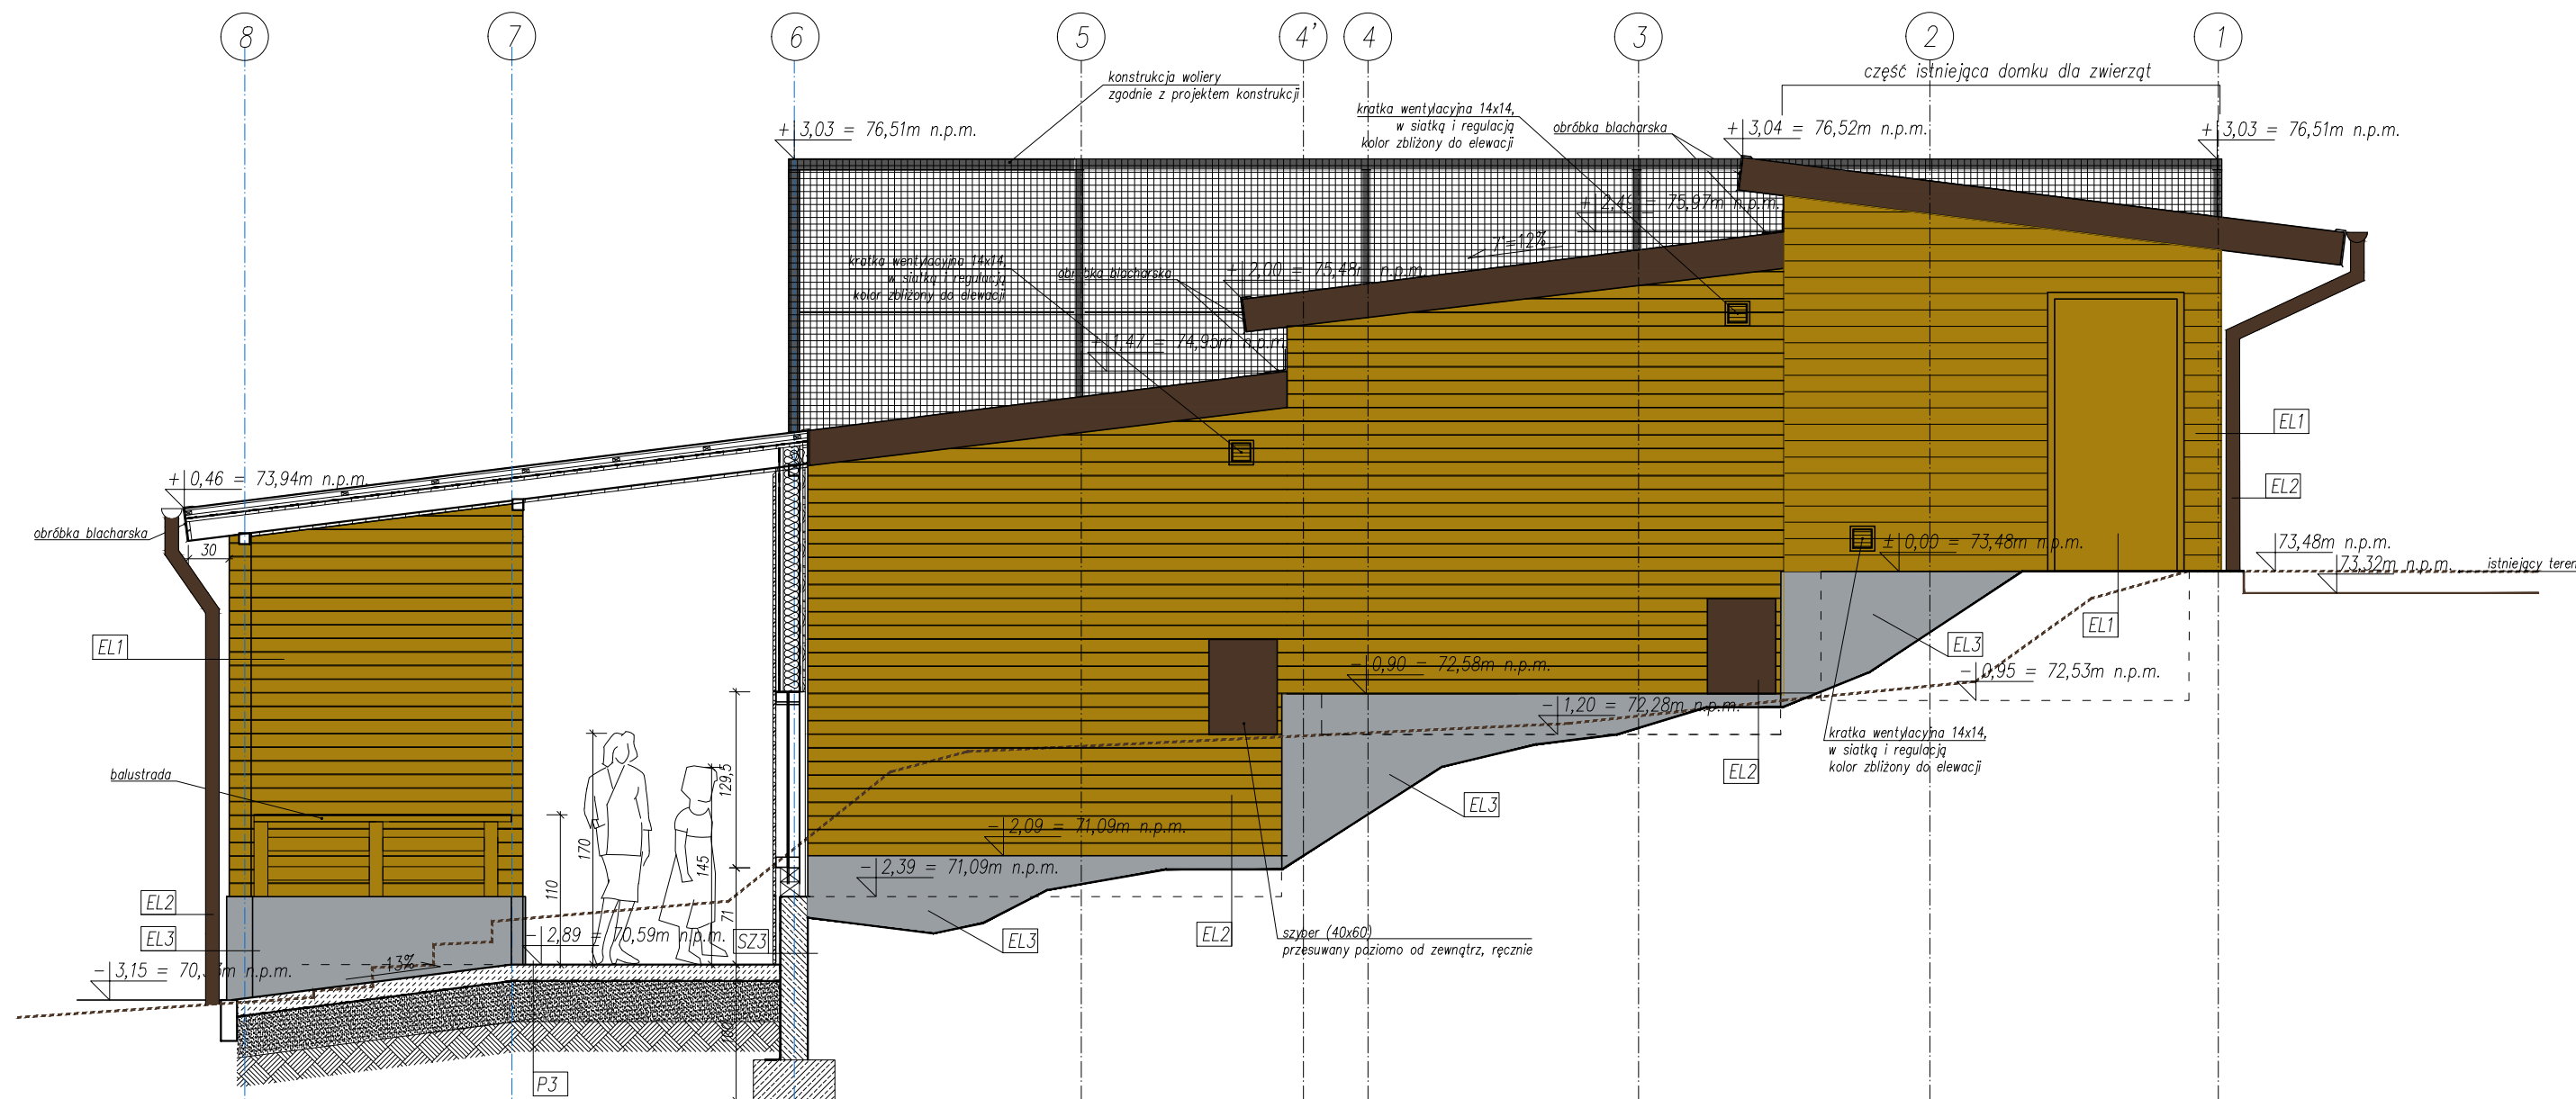 8
7
6
5
4'
4
3
2
1
konstrukcja woliery
zgodnie z projektem konstrukcji
część istniejąca domku dla zwierząt
kratka wentylacyjna 14x14,
w siatką i regulacją
kolor zbliżony do elewacji
obróbka blacharska
+ 3,03 = 76,51m n.p.m.
+ 3,04 = 76,52m n.p.m.
+ 3,03 = 76,51m n.p.m.
+ 2,49 = 75,97m n.p.m.
i=12%
kratka wentylacyjna 14x14,
w siatką i regulacją
kolor zbliżony do elewacji
obróbka blacharska
+ 2,00 = 75,48m n.p.m.
+ 1,47 = 74,95m n.p.m.
EL1
EL2
+ 0,46 = 73,94m n.p.m.
obróbka blacharska
30
± 0,00 = 73,48m n.p.m.
73,48m n.p.m.
73,32m n.p.m.
istniejący teren
EL1
EL1
EL3
- 0,90 = 72,58m n.p.m.
- 0,95 = 72,53m n.p.m.
- 1,20 = 72,28m n.p.m.
kratka wentylacyjna 14x14,
w siatką i regulacją
kolor zbliżony do elewacji
EL2
EL3
balustrada
129,5
170
145
110
71
- 2,09 = 71,09m n.p.m.
- 2,39 = 71,09m n.p.m.
EL2
EL3
EL2
EL3
SZ3
szyber (40x60)
przesuwany poziomo od zewnątrz, ręcznie
- 2,89 = 70,59m n.p.m.
13%
- 3,15 = 70,33m n.p.m.
100
P3